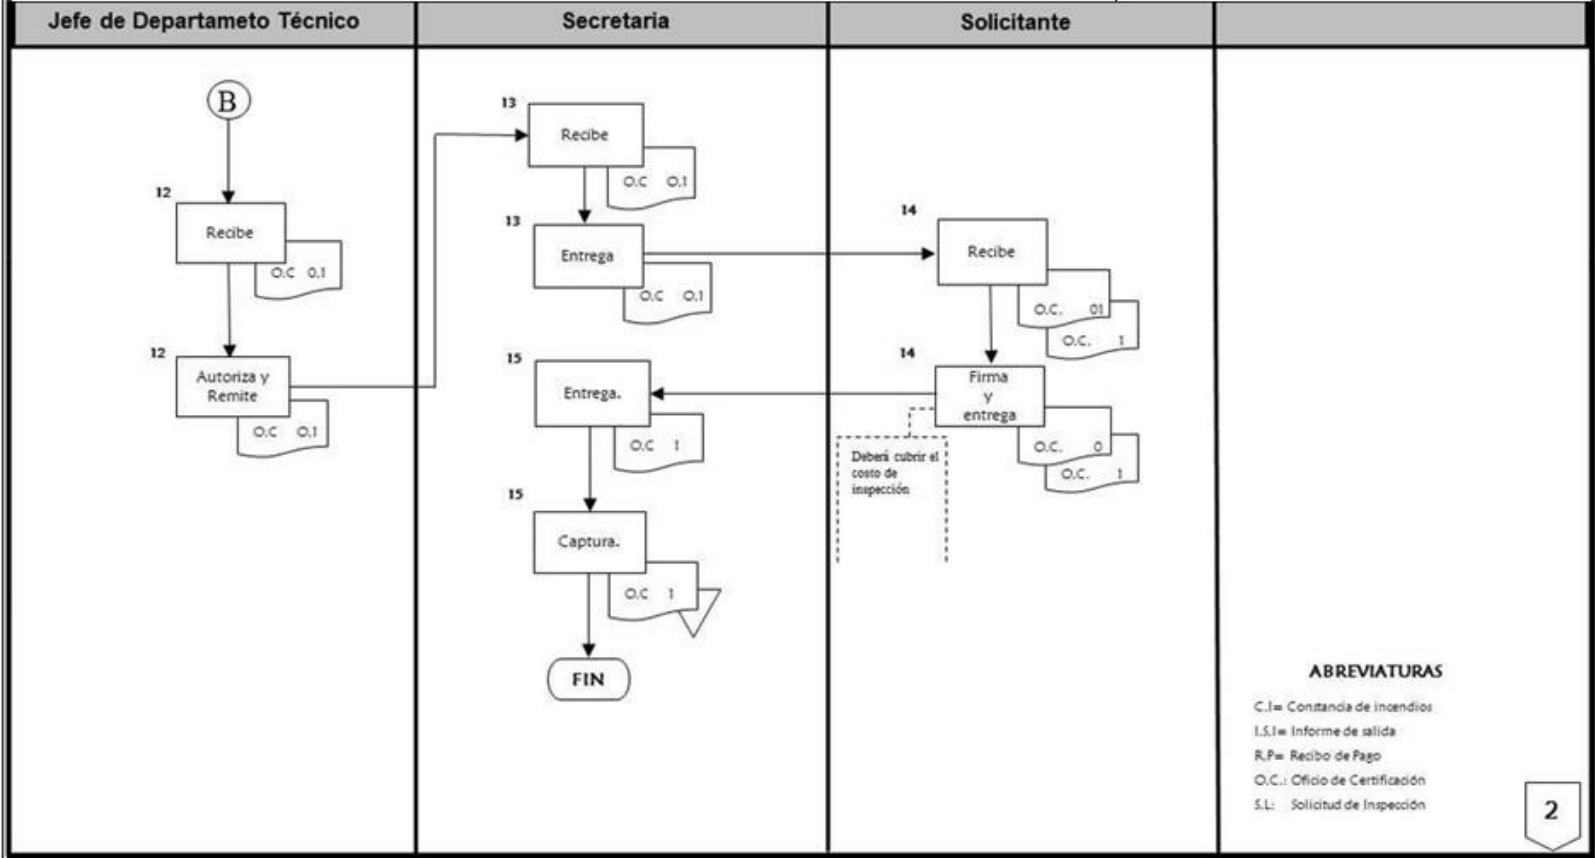 Jefe de Departameto Técnico
Secretaria
Solicitante
B
12
Recibe
O.C 0.1
12
Autoriza y
Remite
O.C O.1
13
Recibe
O.C O.1
13
Entrega
O.C O.1
14
Recibe
O.C. 01
O.C. 1
14
Firma
y
entrega
O.C. 0
O.C. 1
Deberá cubrir el
costo de
inspección
15
Entrega.
O.C 1
15
Captura.
O.C 1
FIN
ABREVIATURAS
C.I= Constancia de incendios
I.S.I= Informe de salida
R.P= Recibo de Pago
O.C.: Oficio de Certificación
S.L: Solicitud de Inspección
2